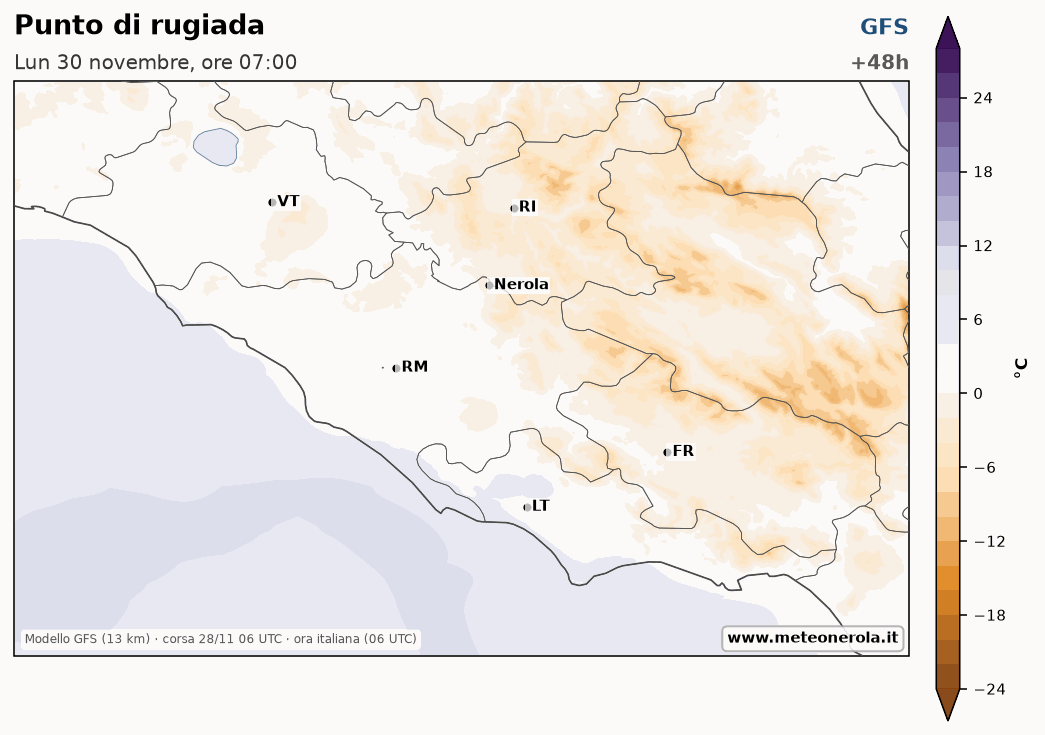 Punto di rugiada
GFS
Lun 30 novembre, ore 07:00
+48h
VT
RI
Nerola
RM
FR
LT
24
18
12
6
0
−6
−12
−18
−24
°C
Modello GFS (13 km) · corsa 28/11 06 UTC · ora italiana (06 UTC)
www.meteonerola.it